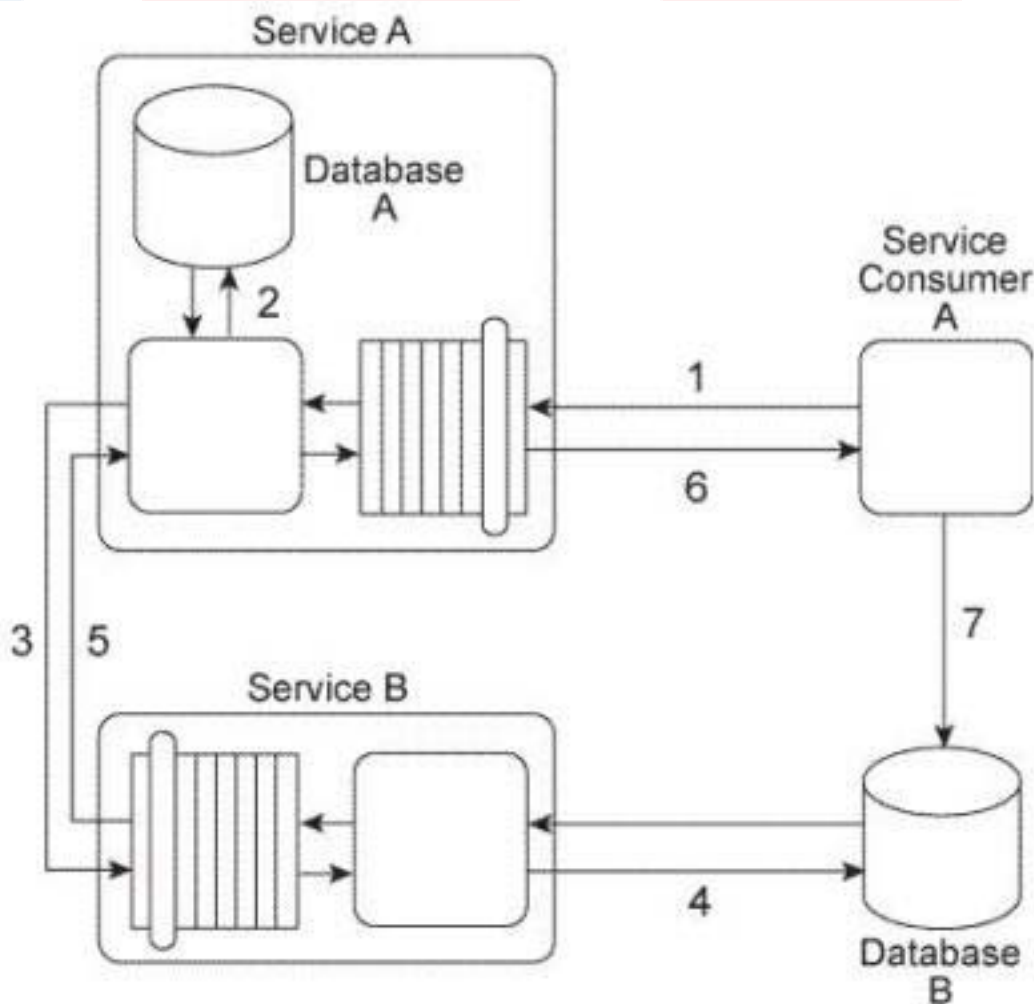 Service A
Database
A
2
Service
Consumer
A
1
6
3
5
7
Service B
4
Database
B